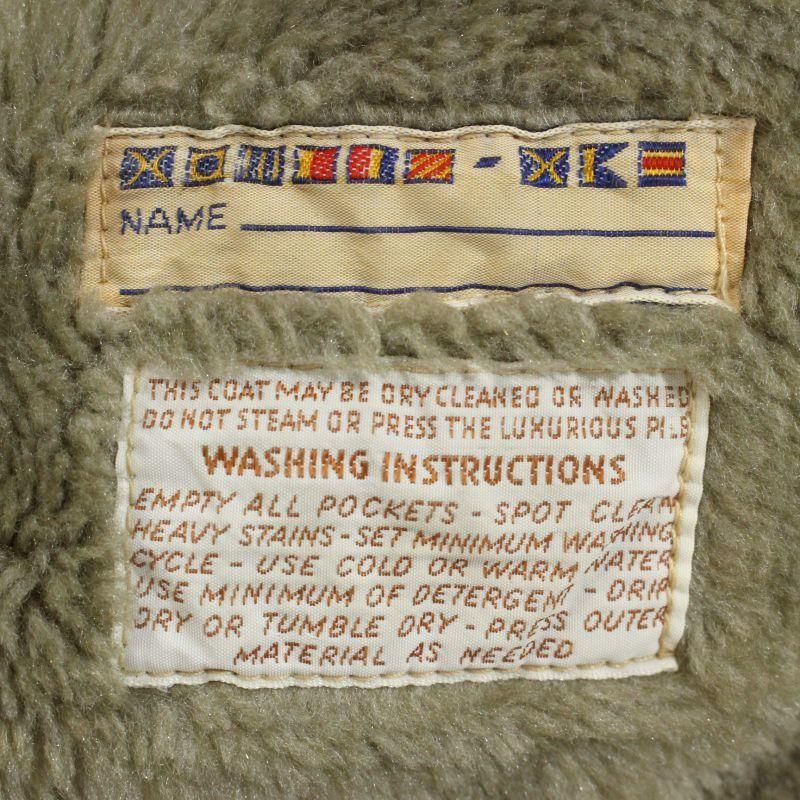 NAME
THIS COAT MAY BE DRY CLEANED OR WASHED
DO NOT STEAM OR PRESS THE LUXURIOUS PILE
WASHING INSTRUCTIONS
EMPTY ALL POCKETS - SPOT CLEAN
HEAVY STAINS - SET MINIMUM WASHING
CYCLE - USE COLD OR WARM WATER
USE MINIMUM OF DETERGENT - DRIP
DRY OR TUMBLE DRY - PRESS OUTER
MATERIAL AS NEEDED